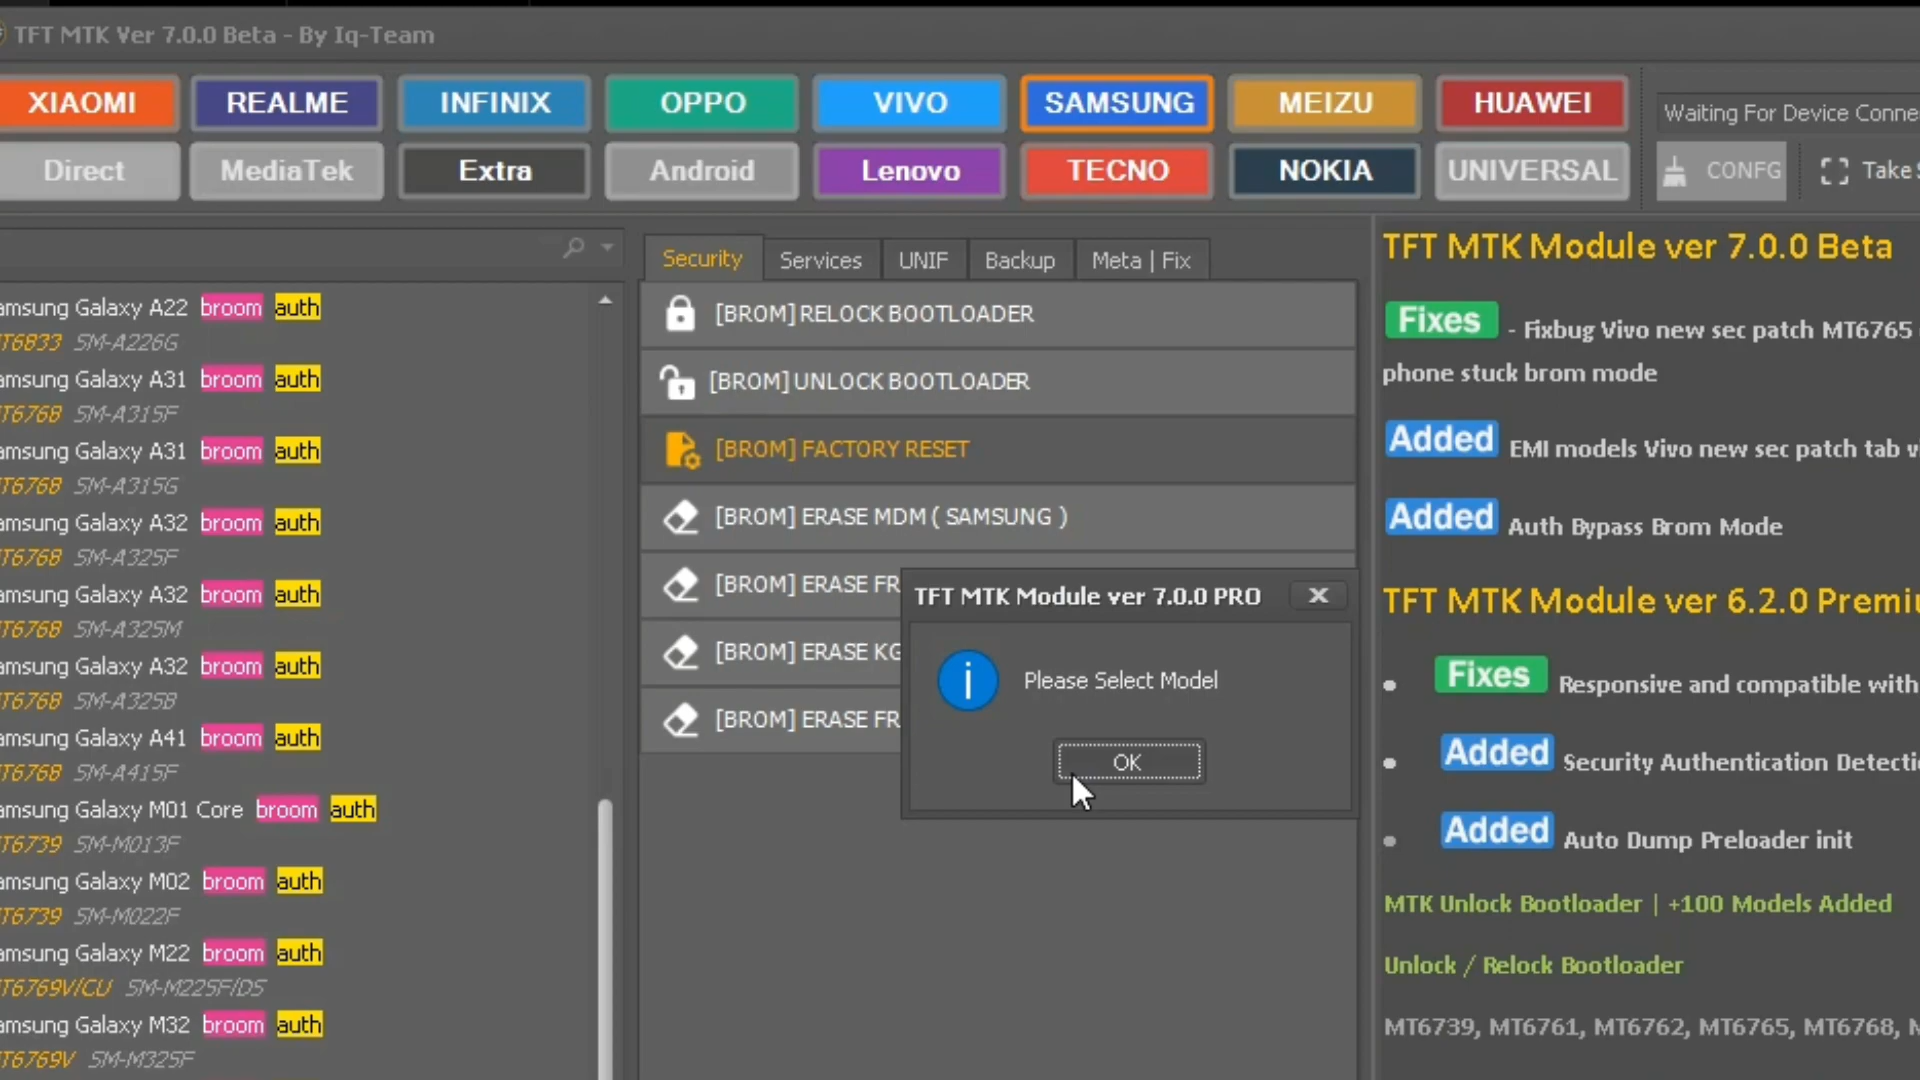 TFT MTK Ver 7.0.0 Beta - By Iq-Team
XIAOMI REALME INFINIX OPPO VIVO SAMSUNG MEIZU HUAWEI
Waiting For Device Conne
Direct MediaTek Extra Android Lenovo TECNO NOKIA UNIVERSAL
CONFG Take S
Security Services UNIF Backup Meta | Fix
amsung Galaxy A22 broom auth
T6833 SM-A226G
amsung Galaxy A31 broom auth
T6768 SM-A315F
amsung Galaxy A31 broom auth
T6768 SM-A315G
amsung Galaxy A32 broom auth
T6768 SM-A325F
amsung Galaxy A32 broom auth
T6768 SM-A325M
amsung Galaxy A32 broom auth
T6768 SM-A325B
amsung Galaxy A41 broom auth
T6768 SM-A415F
amsung Galaxy M01 Core broom auth
T6739 SM-M013F
amsung Galaxy M02 broom auth
T6739 SM-M022F
amsung Galaxy M22 broom auth
T6769V/CU SM-M225F/DS
amsung Galaxy M32 broom auth
T6769V SM-M325F
[BROM] RELOCK BOOTLOADER
[BROM] UNLOCK BOOTLOADER
[BROM] FACTORY RESET
[BROM] ERASE MDM ( SAMSUNG )
[BROM] ERASE FR
[BROM] ERASE KG
[BROM] ERASE FR
TFT MTK Module ver 7.0.0 PRO
Please Select Model
OK
TFT MTK Module ver 7.0.0 Beta
Fixes - Fixbug Vivo new sec patch MT6765
phone stuck brom mode
Added EMI models Vivo new sec patch tab v
Added Auth Bypass Brom Mode
TFT MTK Module ver 6.2.0 Premiu
• Fixes Responsive and compatible with
• Added Security Authentication Detecti
• Added Auto Dump Preloader init
MTK Unlock Bootloader | +100 Models Added
Unlock / Relock Bootloader
MT6739, MT6761, MT6762, MT6765, MT6768, M